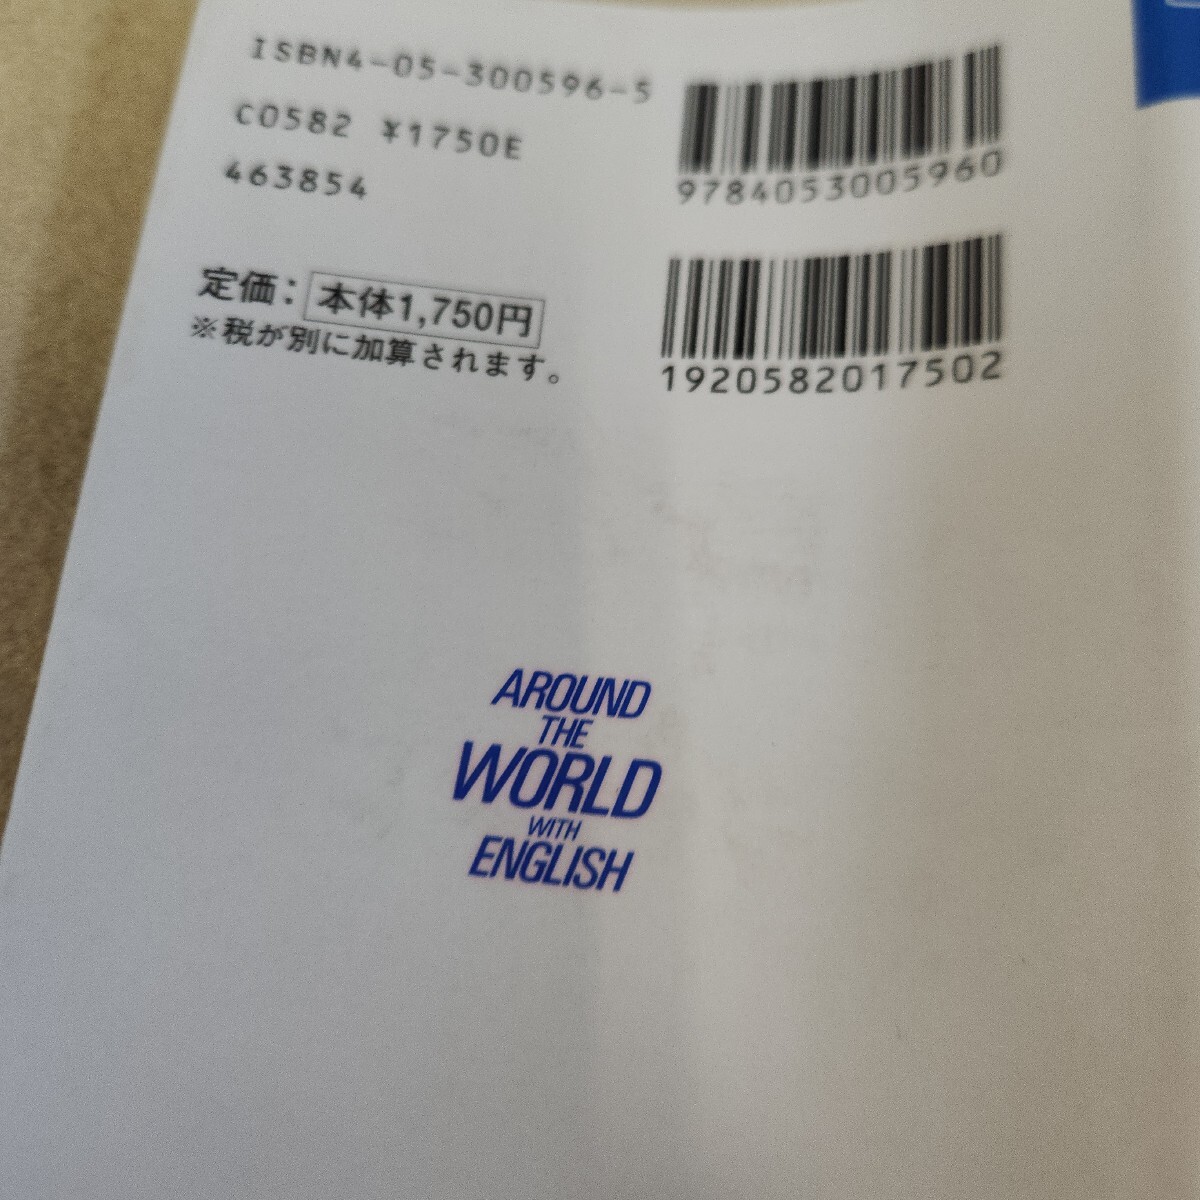 ISBN4-05-300596-5
C0582 ¥1750E
463854
定価：本体1,750円
※税が別に加算されます。
9784053005960
1920582017502
AROUND
THE
WORLD
WITH
ENGLISH